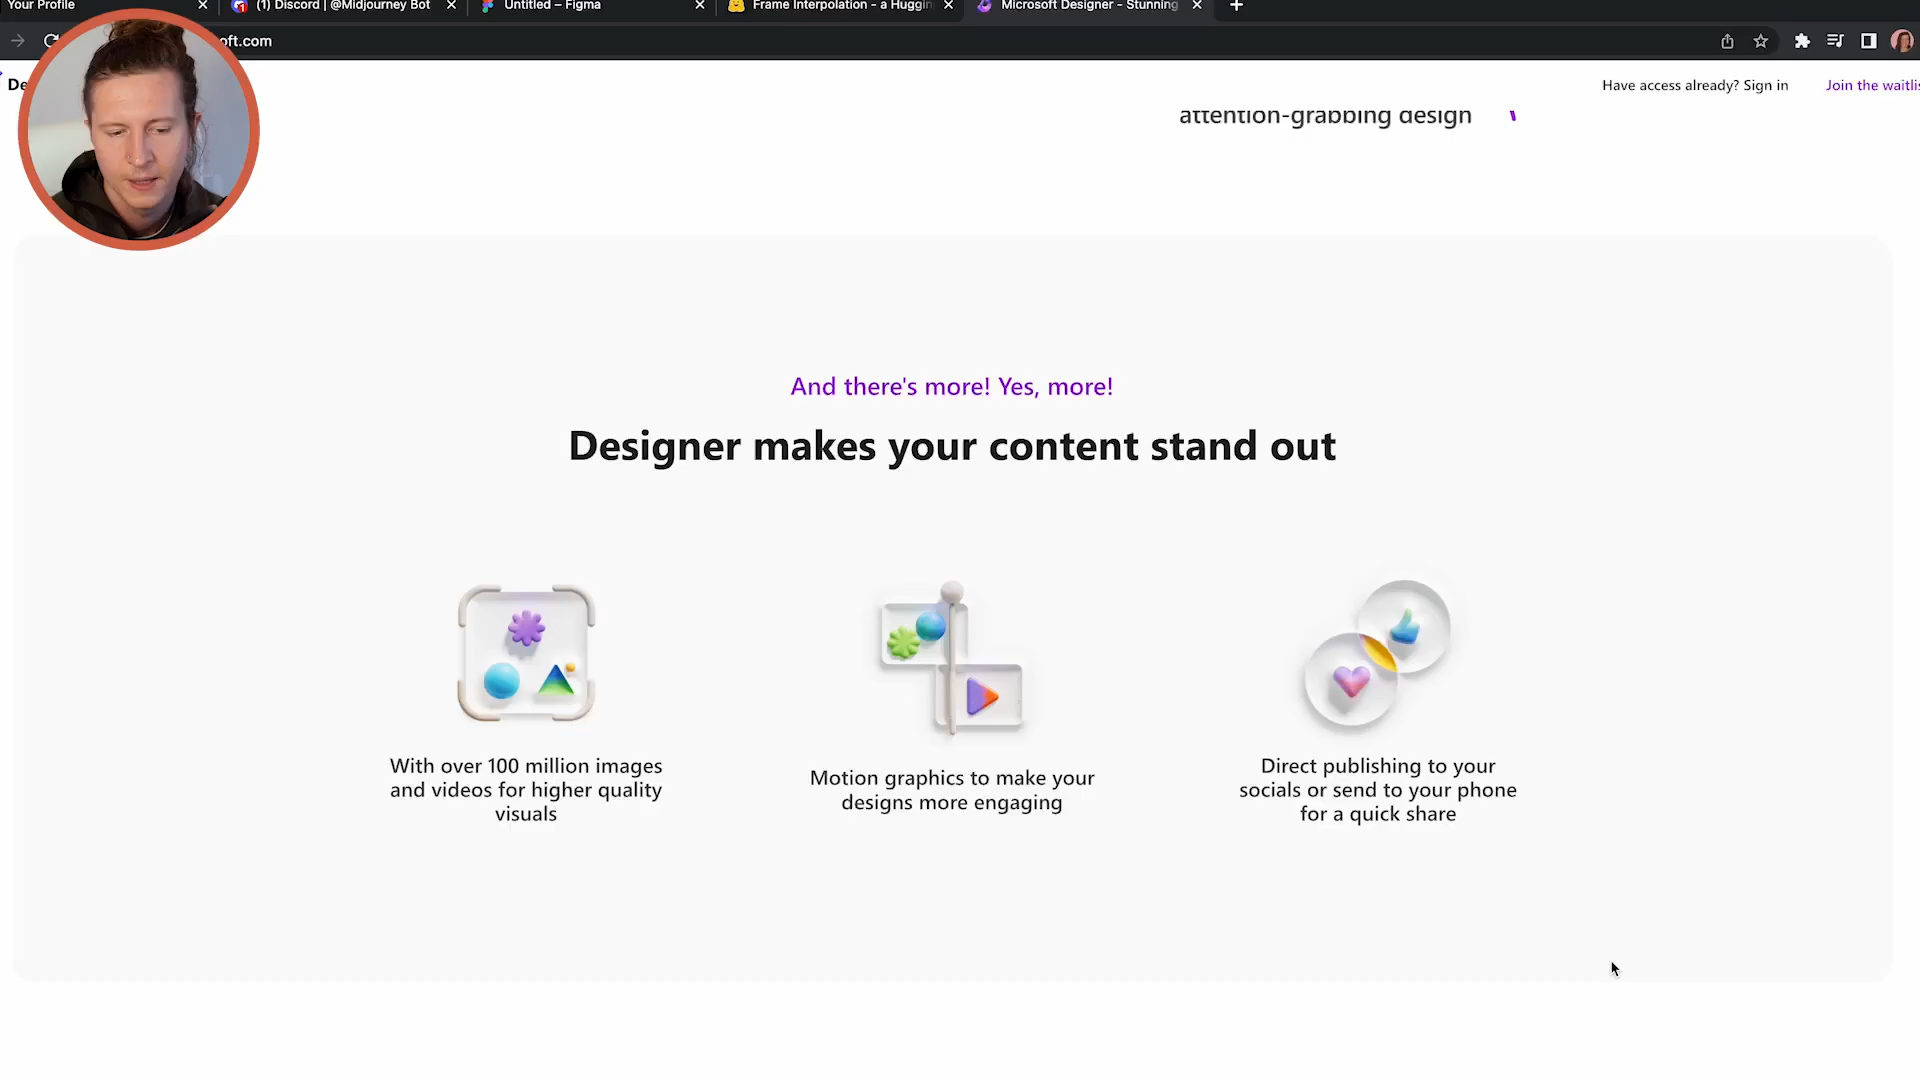 Your Profile
(1) Discord | @Midjourney Bot
Untitled – Figma
Frame Interpolation - a Huggin
Microsoft Designer - Stunning
oft.com
De
Have access already? Sign in
Join the waitlis
attention-grabbing design
And there's more! Yes, more!
Designer makes your content stand out
With over 100 million images
and videos for higher quality
visuals
Motion graphics to make your
designs more engaging
Direct publishing to your
socials or send to your phone
for a quick share